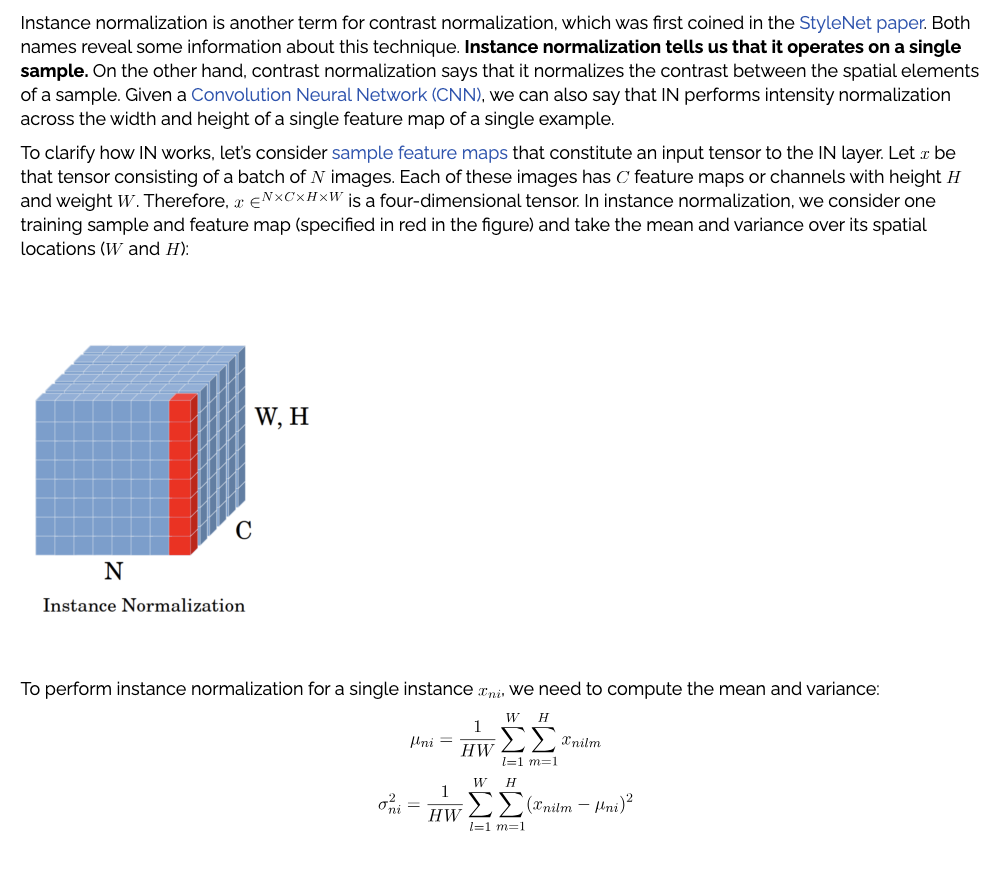 Instance normalization is another term for contrast normalization, which was first coined in the StyleNet paper. Both
names reveal some information about this technique. Instance normalization tells us that it operates on a single
sample. On the other hand, contrast normalization says that it normalizes the contrast between the spatial elements
of a sample. Given a Convolution Neural Network (CNN), we can also say that IN performs intensity normalization
across the width and height of a single feature map of a single example.
To clarify how IN works, let's consider sample feature maps that constitute an input tensor to the IN layer. Let x be
that tensor consisting of a batch of N images. Each of these images has C feature maps or channels with height H
and weight W. Therefore, x ∈^{N×C×H×W} is a four-dimensional tensor. In instance normalization, we consider one
training sample and feature map (specified in red in the figure) and take the mean and variance over its spatial
locations (W and H):
W, H
C
N
Instance Normalization
To perform instance normalization for a single instance x_{ni}, we need to compute the mean and variance:
μ_{ni} = \frac{1}{HW} \sum_{l=1}^{W} \sum_{m=1}^{H} x_{nilm}
σ_{ni}^{2} = \frac{1}{HW} \sum_{l=1}^{W} \sum_{m=1}^{H} (x_{nilm} − μ_{ni})^{2}